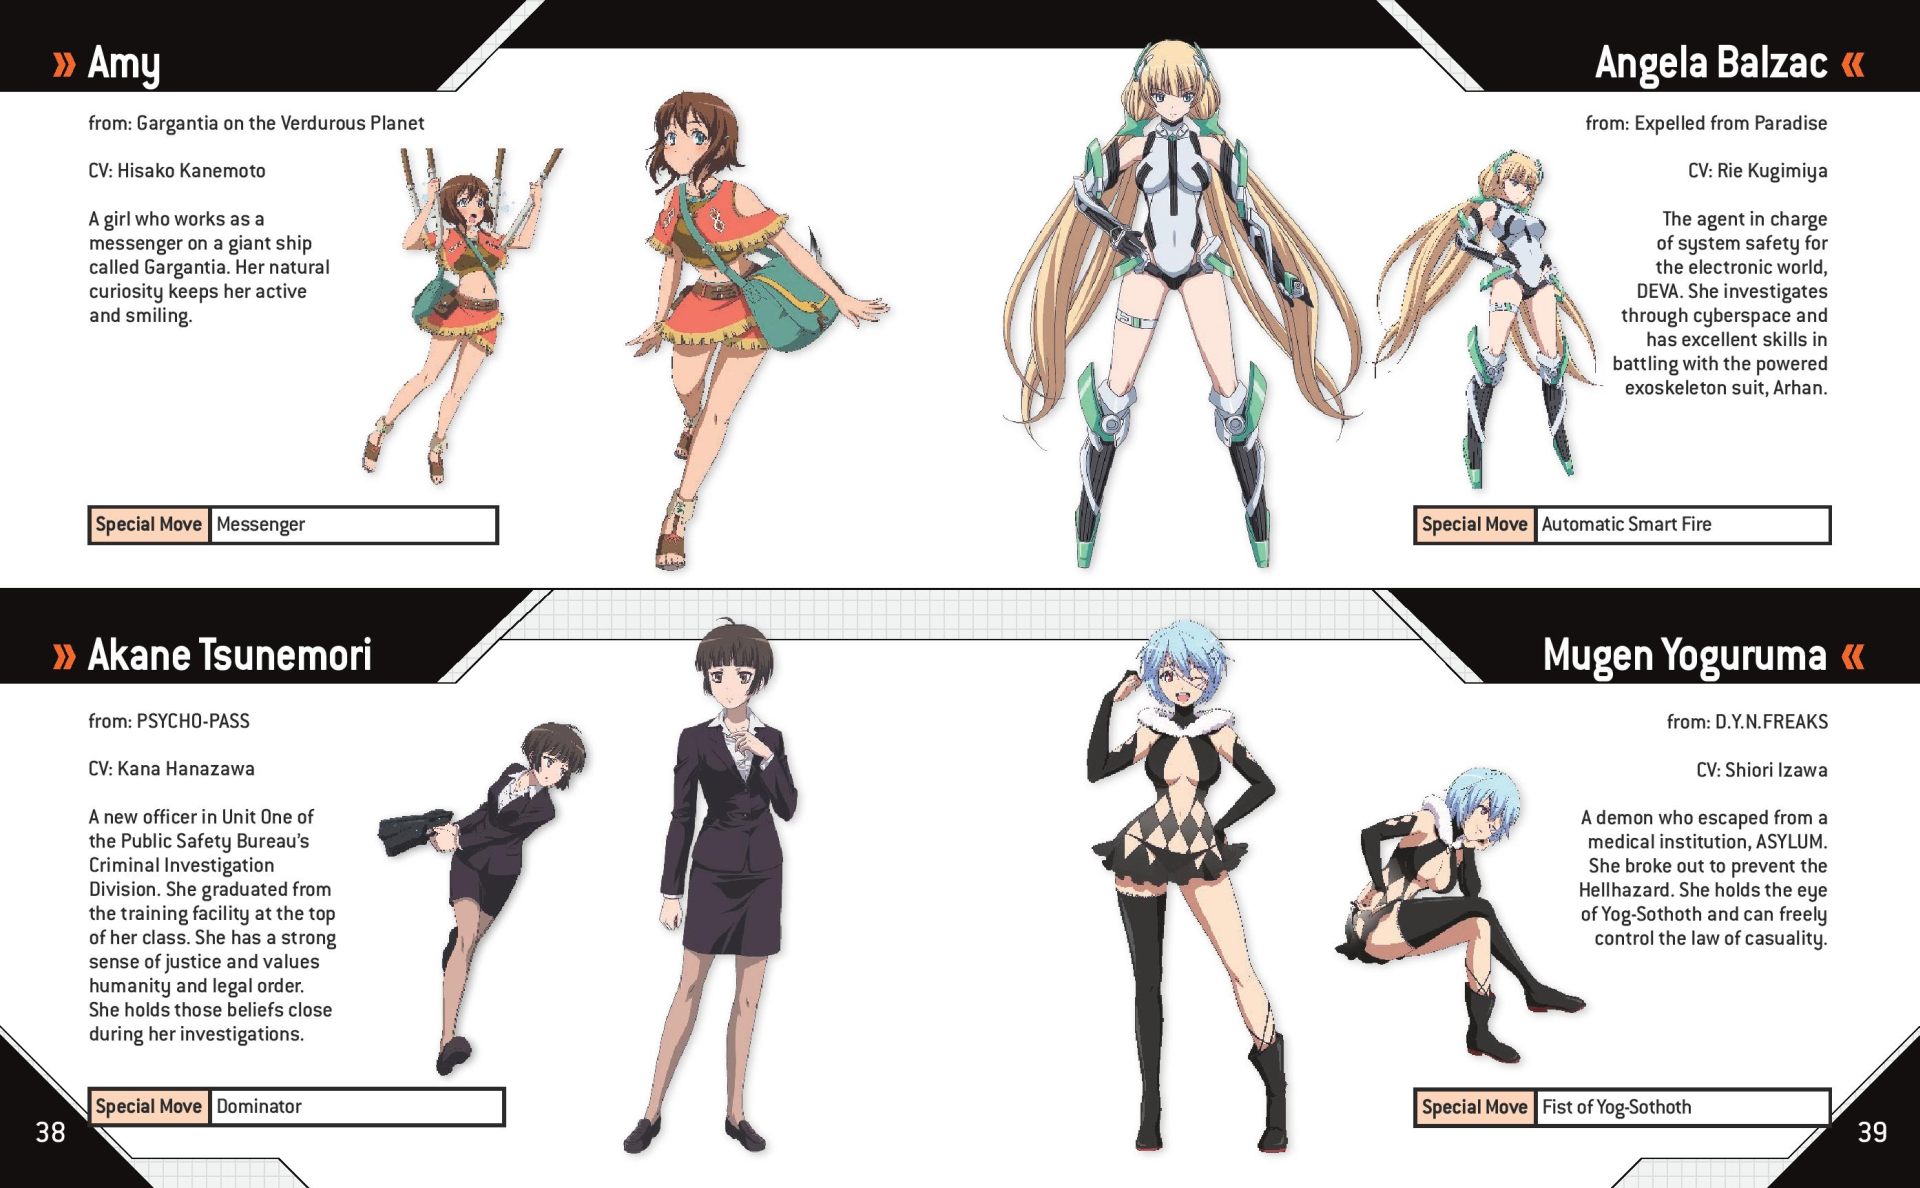 Amy
from: Gargantia on the Verdurous Planet
CV: Hisako Kanemoto
A girl who works as a
messenger on a giant ship
called Gargantia. Her natural
curiosity keeps her active
and smiling.
Special Move Messenger
Angela Balzac
from: Expelled from Paradise
CV: Rie Kugimiya
The agent in charge
of system safety for
the electronic world,
DEVA. She investigates
through cyberspace and
has excellent skills in
battling with the powered
exoskeleton suit, Arhan.
Special Move Automatic Smart Fire
Akane Tsunemori
from: PSYCHO-PASS
CV: Kana Hanazawa
A new officer in Unit One of
the Public Safety Bureau's
Criminal Investigation
Division. She graduated from
the training facility at the top
of her class. She has a strong
sense of justice and values
humanity and legal order.
She holds those beliefs close
during her investigations.
Special Move Dominator
38
Mugen Yoguruma
from: D.Y.N.FREAKS
CV: Shiori Izawa
A demon who escaped from a
medical institution, ASYLUM.
She broke out to prevent the
Hellhazard. She holds the eye
of Yog-Sothoth and can freely
control the law of casuality.
Special Move Fist of Yog-Sothoth
39